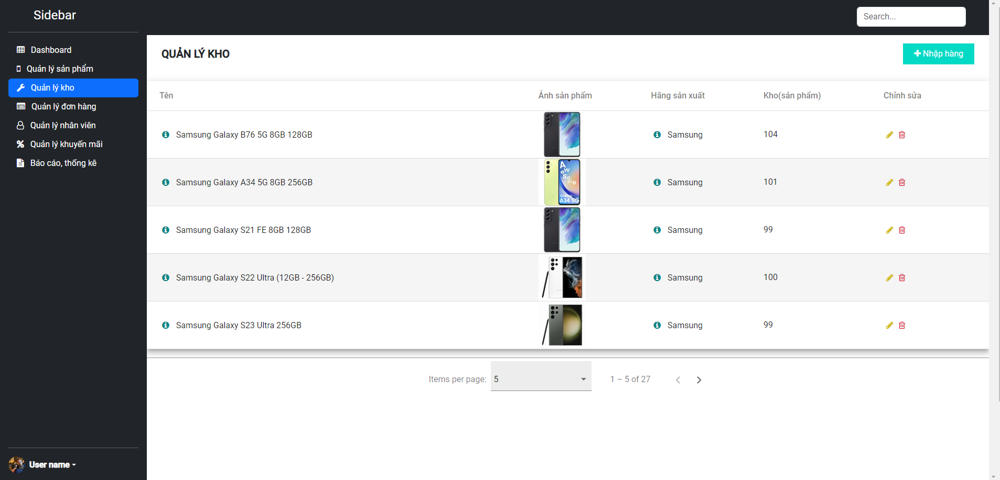 Sidebar
Search...
Dashboard
Quản lý sản phẩm
Quản lý kho
Quản lý đơn hàng
Quản lý nhân viên
Quản lý khuyến mãi
Báo cáo, thống kê
User name
QUẢN LÝ KHO
Nhập hàng
Tên Ảnh sản phẩm Hãng sản xuất Kho(sản phẩm) Chỉnh sửa
Samsung Galaxy B76 5G 8GB 128GB Samsung 104
Samsung Galaxy A34 5G 8GB 256GB Awesome Galaxy A34 5G Samsung 101
Samsung Galaxy S21 FE 8GB 128GB Samsung 99
Samsung Galaxy S22 Ultra (12GB - 256GB) Samsung 100
Samsung Galaxy S23 Ultra 256GB Samsung 99
Items per page: 5 1 – 5 of 27